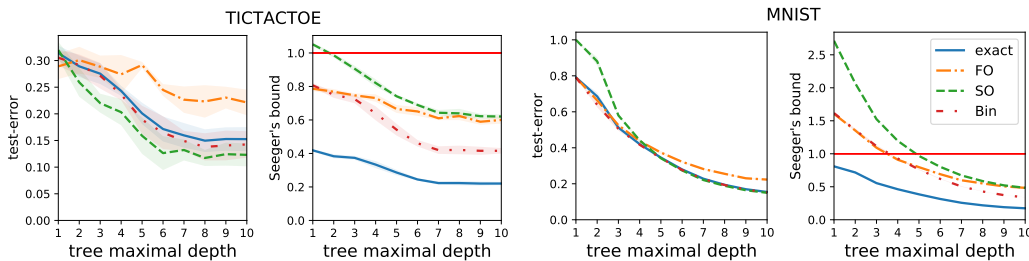 TICTACTOE
MNIST
test-error
0.30
0.25
0.20
0.15
0.10
0.05
0.00
1 2 3 4 5 6 7 8 9 10
tree maximal depth
Seeger's bound
1.0
0.8
0.6
0.4
0.2
0.0
1 2 3 4 5 6 7 8 9 10
tree maximal depth
test-error
1.0
0.8
0.6
0.4
0.2
0.0
1 2 3 4 5 6 7 8 9 10
tree maximal depth
Seeger's bound
2.5
2.0
1.5
1.0
0.5
0.0
1 2 3 4 5 6 7 8 9 10
tree maximal depth
exact
FO
SO
Bin